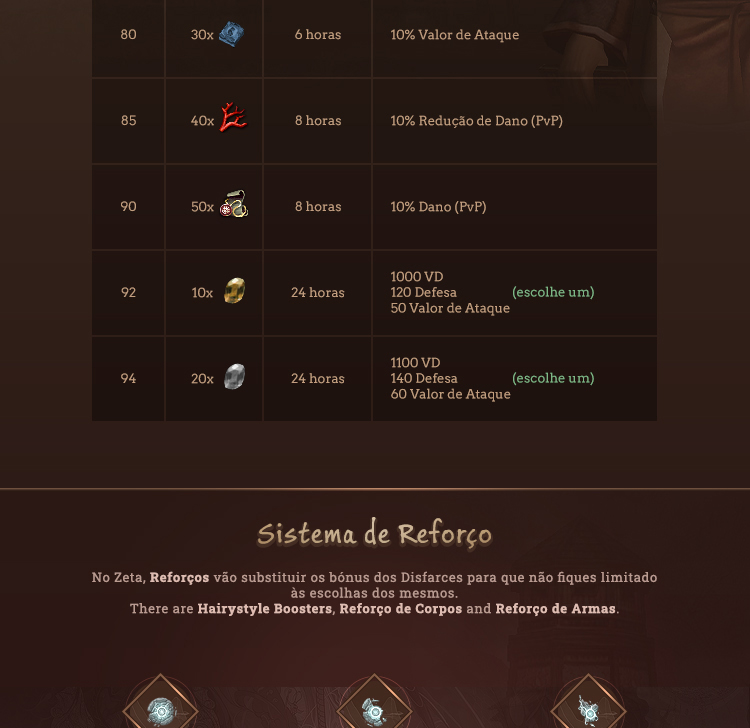 80 30x 6 horas 10% Valor de Ataque
85 40x 8 horas 10% Redução de Dano (PvP)
90 50x 8 horas 10% Dano (PvP)
92 10x 24 horas 1000 VD
120 Defesa (escolhe um)
50 Valor de Ataque
94 20x 24 horas 1100 VD
140 Defesa (escolhe um)
60 Valor de Ataque
Sistema de Reforço
No Zeta, Reforços vão substituir os bónus dos Disfarces para que não fiques limitado
às escolhas dos mesmos.
There are Hairystyle Boosters, Reforço de Corpos and Reforço de Armas.